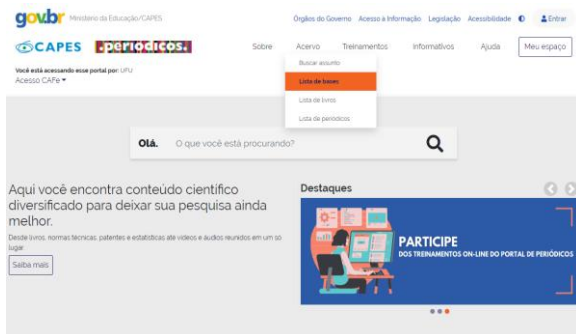 gov.br Ministério da Educação/CAPES Órgãos do Governo Acesso à Informação Legislação Acessibilidade Entrar
CAPES .periódicos. Sobre Acervo Treinamentos Informativos Ajuda Meu espaço
Buscar assunto
Você está acessando esse portal por: UFU
Acesso CAFe
Lista de bases
Lista de livros
Lista de periódicos
Olá. O que você está procurando?
Aqui você encontra conteúdo científico
diversificado para deixar sua pesquisa ainda
melhor.
Desde livros, normas técnicas, patentes e estatísticas até vídeos e áudios reunidos em um só
lugar
Saiba mais
Destaques
PARTICIPE
DOS TREINAMENTOS ON-LINE DO PORTAL DE PERIÓDICOS